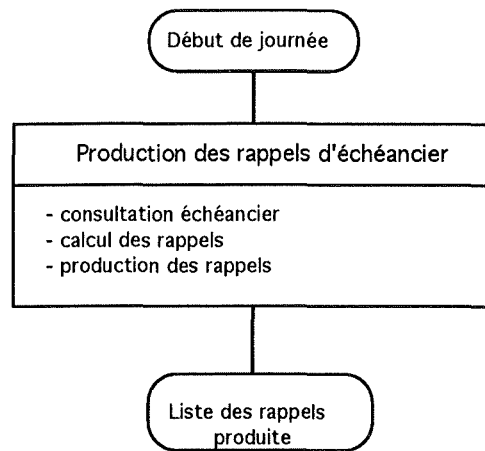 Début de journée
Production des rappels d'échéancier
- consultation échéancier
- calcul des rappels
- production des rappels
Liste des rappels
produite